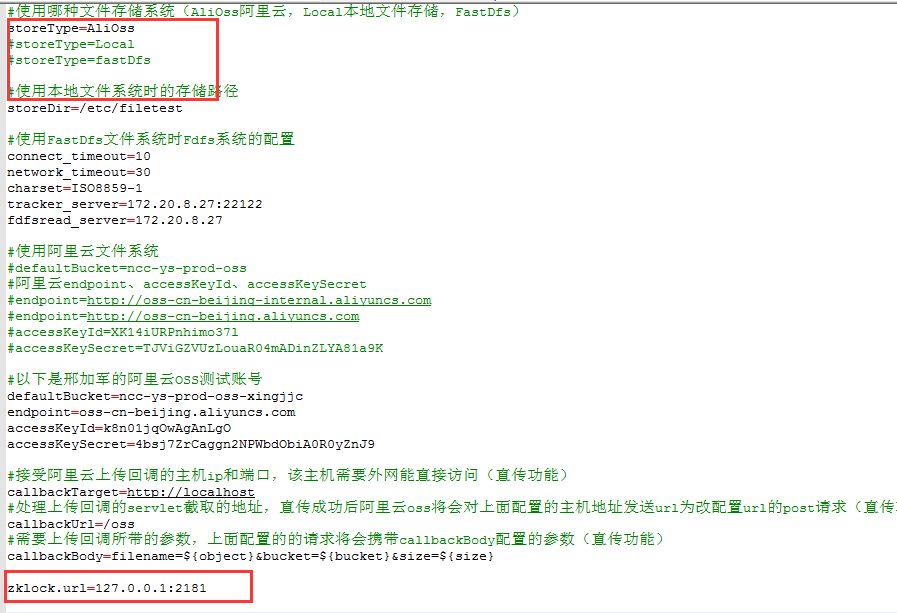 #使用哪种文件存储系统（AliOss阿里云，Local本地文件存储，FastDfs）
storeType=AliOss
#storeType=Local
#storeType=fastDfs
#使用本地文件系统时的存储路径
storeDir=/etc/filetest
#使用FastDfs文件系统时Fdfs系统的配置
connect_timeout=10
network_timeout=30
charset=ISO8859-1
tracker_server=172.20.8.27:22122
fdfsread_server=172.20.8.27
#使用阿里云文件系统
#defaultBucket=ncc-ys-prod-oss
#阿里云endpoint、accessKeyId、accessKeySecret
#endpoint=http://oss-cn-beijing-internal.aliyuncs.com
#endpoint=http://oss-cn-beijing.aliyuncs.com
#accessKeyId=XK14iURPnhimo37l
#accessKeySecret=TJViGZVUzLouaR04mADinZLYA81a9K
#以下是邢加军的阿里云OSS测试账号
defaultBucket=ncc-ys-prod-oss-xingjjc
endpoint=oss-cn-beijing.aliyuncs.com
accessKeyId=k8n01jqOwAgAnLgO
accessKeySecret=4bsj7ZrCaggn2NPWbdObiA0R0yZnJ9
#接受阿里云上传回调的主机ip和端口，该主机需要外网能直接访问（直传功能）
callbackTarget=http://localhost
#处理上传回调的servlet截取的地址，直传成功后阿里云oss将会对上面配置的主机地址发送url为改配置url的post请求（直传
callbackUrl=/oss
#需要上传回调所带的参数，上面配置的的请求将会携带callbackBody配置的参数（直传功能）
callbackBody=filename=${object}&bucket=${bucket}&size=${size}
zklock.url=127.0.0.1:2181